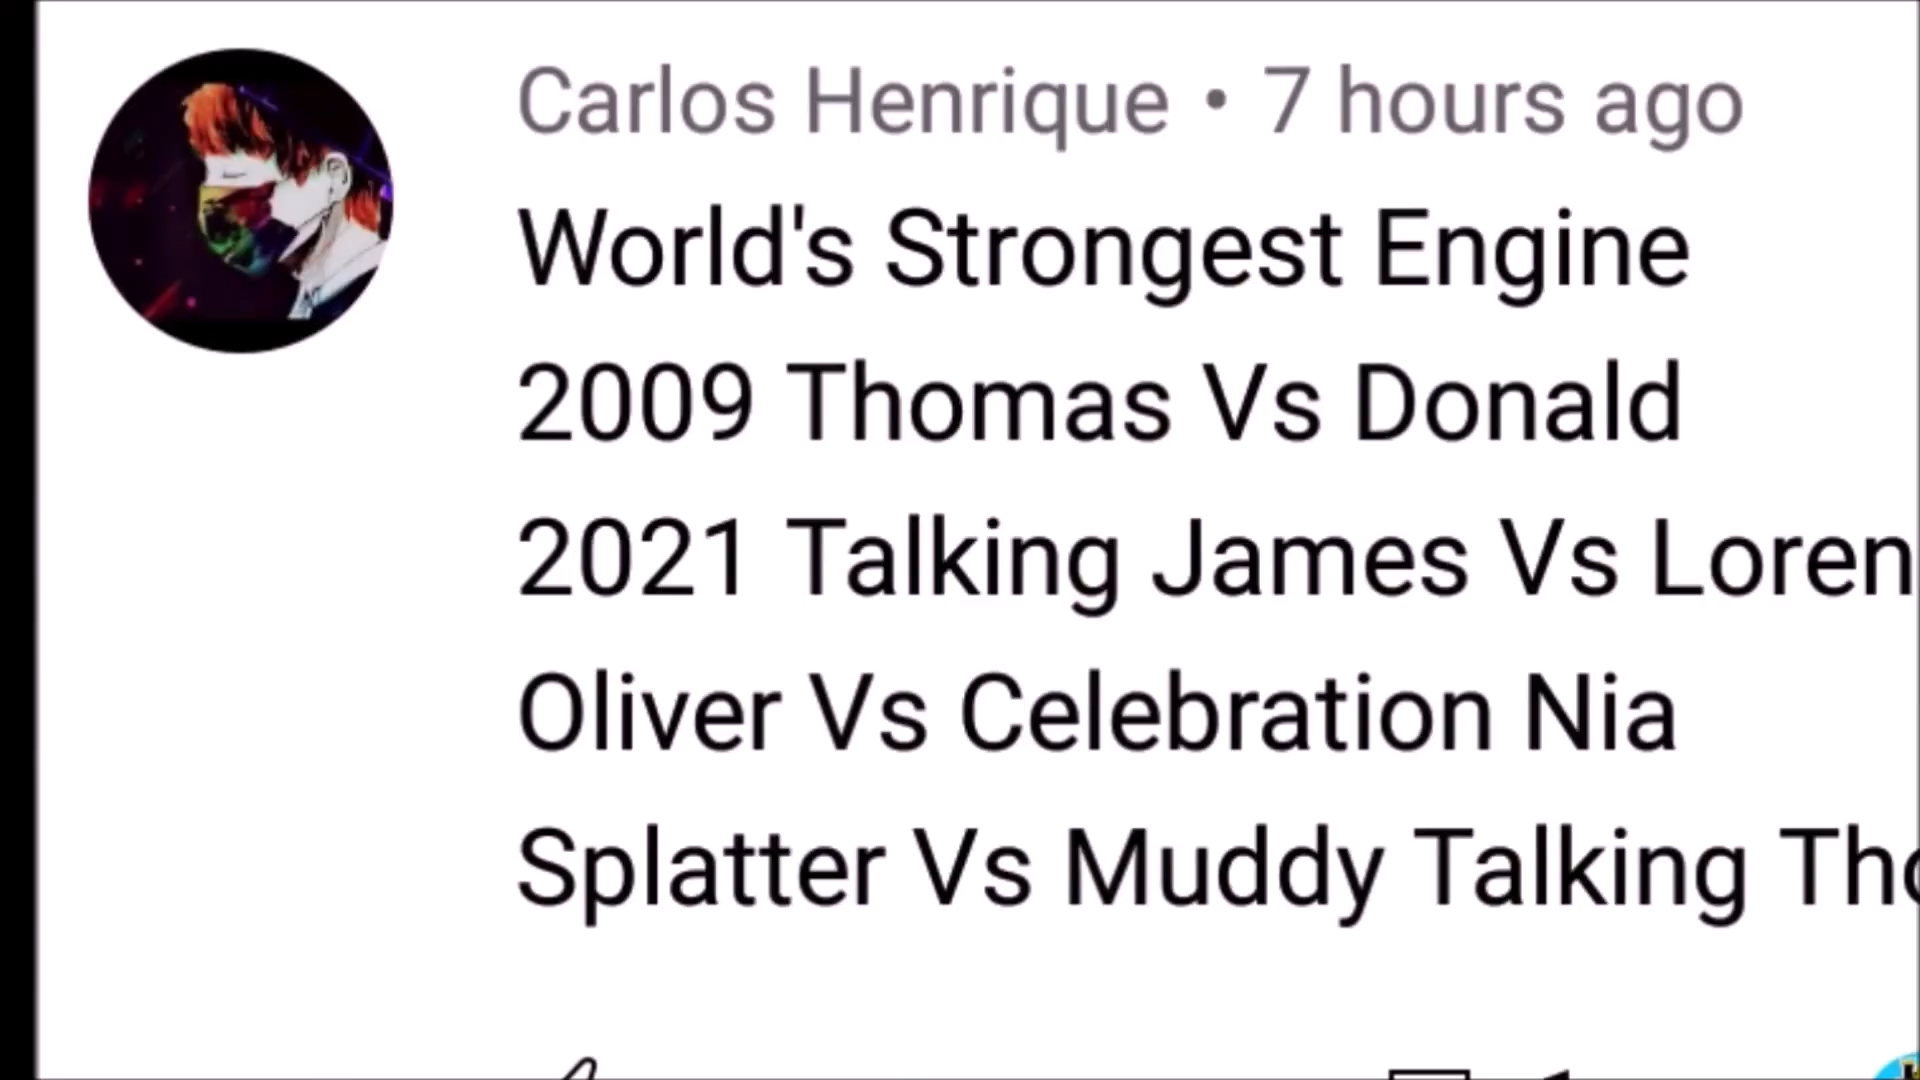 Carlos Henrique • 7 hours ago
World's Strongest Engine
2009 Thomas Vs Donald
2021 Talking James Vs Loren
Oliver Vs Celebration Nia
Splatter Vs Muddy Talking Tho